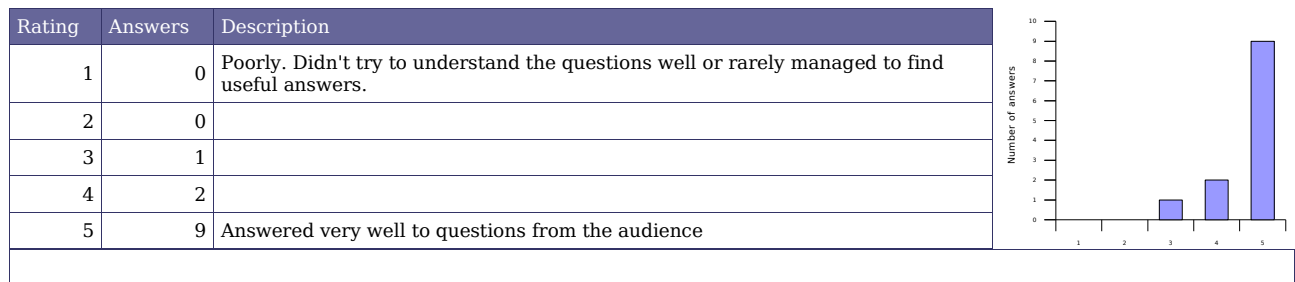 Rating Answers Description
1 0 Poorly. Didn't try to understand the questions well or rarely managed to find
useful answers.
2 0
3 1
4 2
5 9 Answered very well to questions from the audience
Number of answers
10
9
8
7
6
5
4
3
2
1
0
1 2 3 4 5